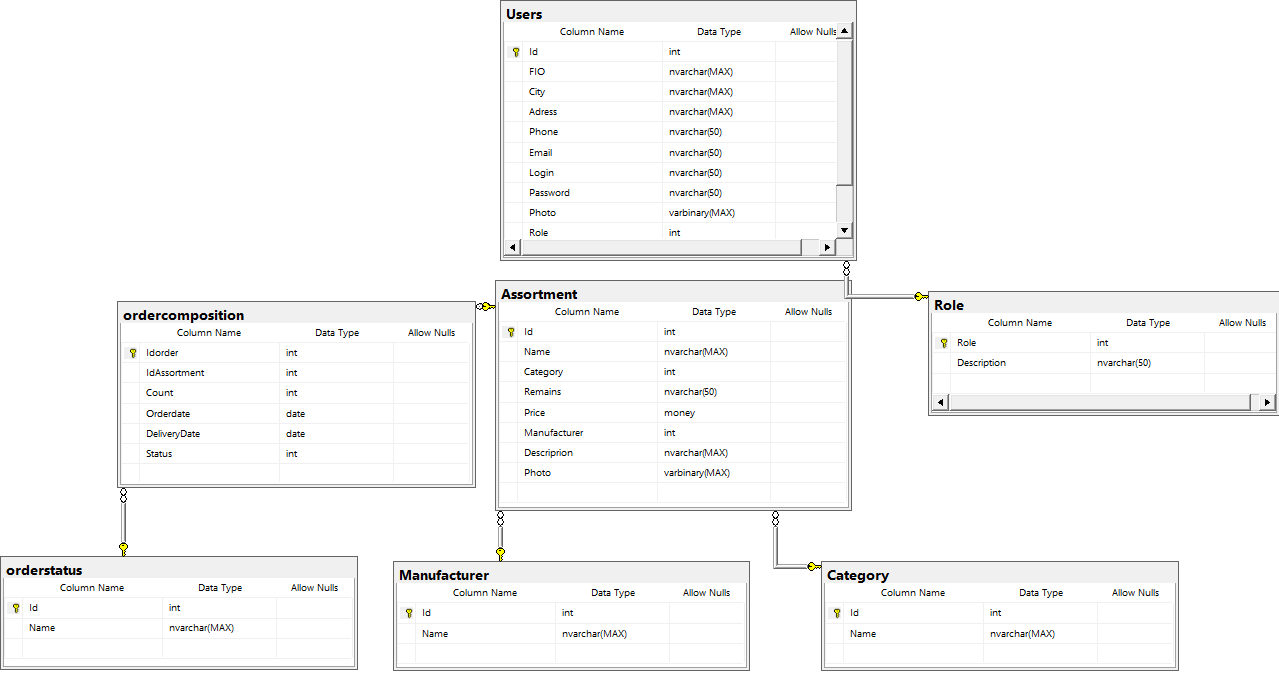 Users
Column Name Data Type Allow Nulls
Id int
FIO nvarchar(MAX)
City nvarchar(MAX)
Adress nvarchar(MAX)
Phone nvarchar(50)
Email nvarchar(50)
Login nvarchar(50)
Password nvarchar(50)
Photo varbinary(MAX)
Role int
ordercomposition
Column Name Data Type Allow Nulls
Idorder int
IdAssortment int
Count int
Orderdate date
DeliveryDate date
Status int
Assortment
Column Name Data Type Allow Nulls
Id int
Name nvarchar(MAX)
Category int
Remains nvarchar(50)
Price money
Manufacturer int
Descriprion nvarchar(MAX)
Photo varbinary(MAX)
Role
Column Name Data Type Allow Nulls
Role int
Description nvarchar(50)
orderstatus
Column Name Data Type Allow Nulls
Id int
Name nvarchar(MAX)
Manufacturer
Column Name Data Type Allow Nulls
Id int
Name nvarchar(MAX)
Category
Column Name Data Type Allow Nulls
Id int
Name nvarchar(MAX)